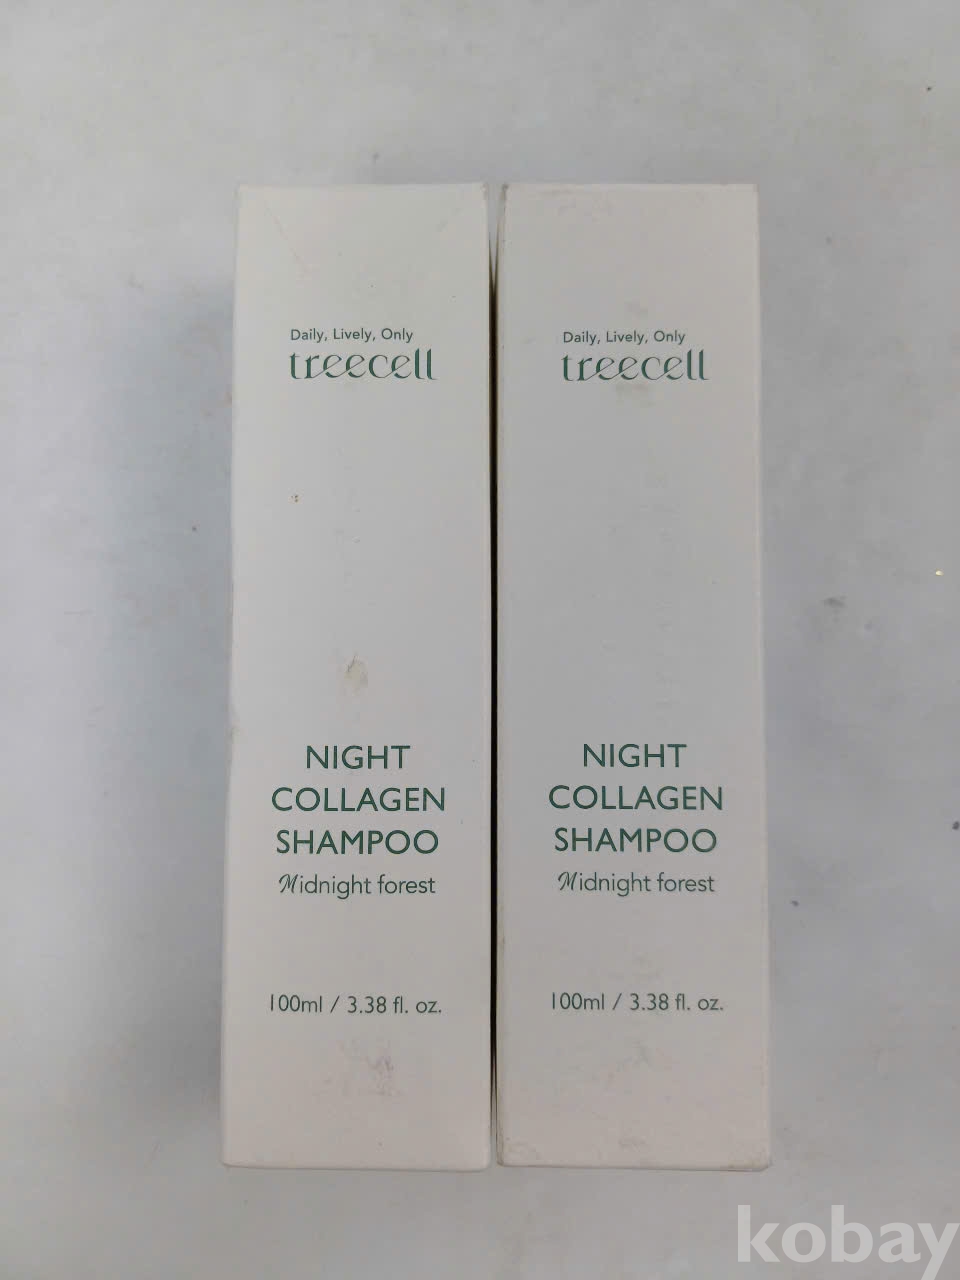 Daily, Lively, Only
treecell
NIGHT
COLLAGEN
SHAMPOO
Midnight forest
100ml / 3.38 fl. oz.
Daily, Lively, Only
treecell
NIGHT
COLLAGEN
SHAMPOO
Midnight forest
100ml / 3.38 fl. oz.
kobay